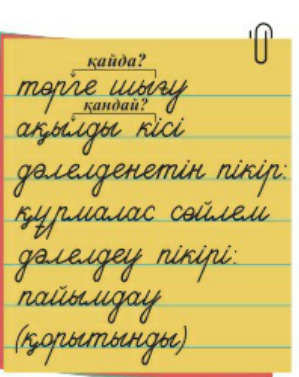 қайда?
төрге шығу
қандай?
ақылды кісі
дәлелденетін пікір:
құрмалас сөйлем
дәлелдеу пікірі:
пайымдау
(қорытынды)